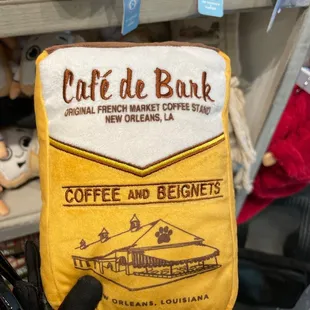 Café de Bark
ORIGINAL FRENCH MARKET COFFEE STAND
NEW ORLEANS, LA
COFFEE AND BEIGNETS
NEW ORLEANS, LOUISIANA